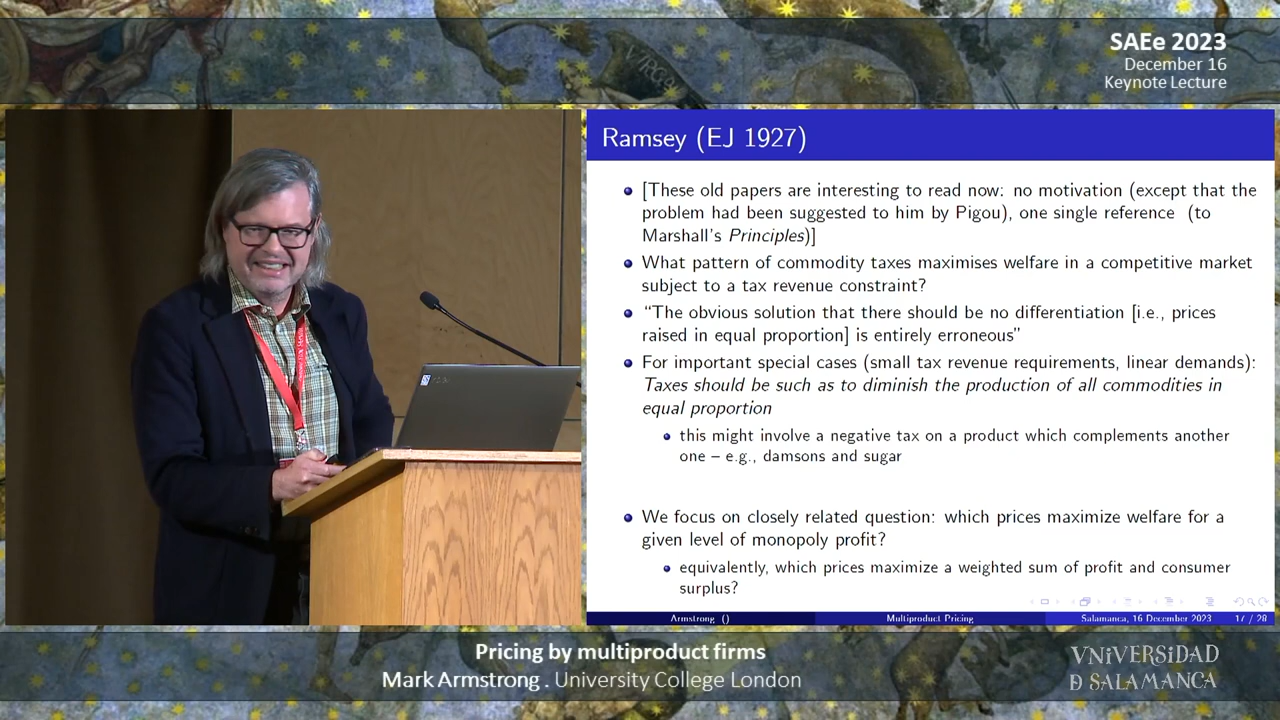 SAEe 2023
December 16
Keynote Lecture
Ramsey (EJ 1927)
[These old papers are interesting to read now: no motivation (except that the
problem had been suggested to him by Pigou), one single reference (to
Marshall's Principles)]
What pattern of commodity taxes maximises welfare in a competitive market
subject to a tax revenue constraint?
"The obvious solution that there should be no differentiation [i.e., prices
raised in equal proportion] is entirely erroneous"
For important special cases (small tax revenue requirements, linear demands):
Taxes should be such as to diminish the production of all commodities in
equal proportion
this might involve a negative tax on a product which complements another
one – e.g., damsons and sugar
We focus on closely related question: which prices maximize welfare for a
given level of monopoly profit?
equivalently, which prices maximize a weighted sum of profit and consumer
surplus?
Armstrong ()
Multiproduct Pricing
Salamanca, 16 December 2023
17 / 28
Pricing by multiproduct firms
Mark Armstrong . University College London
VNiVERSiDAD
D SALAMANCA